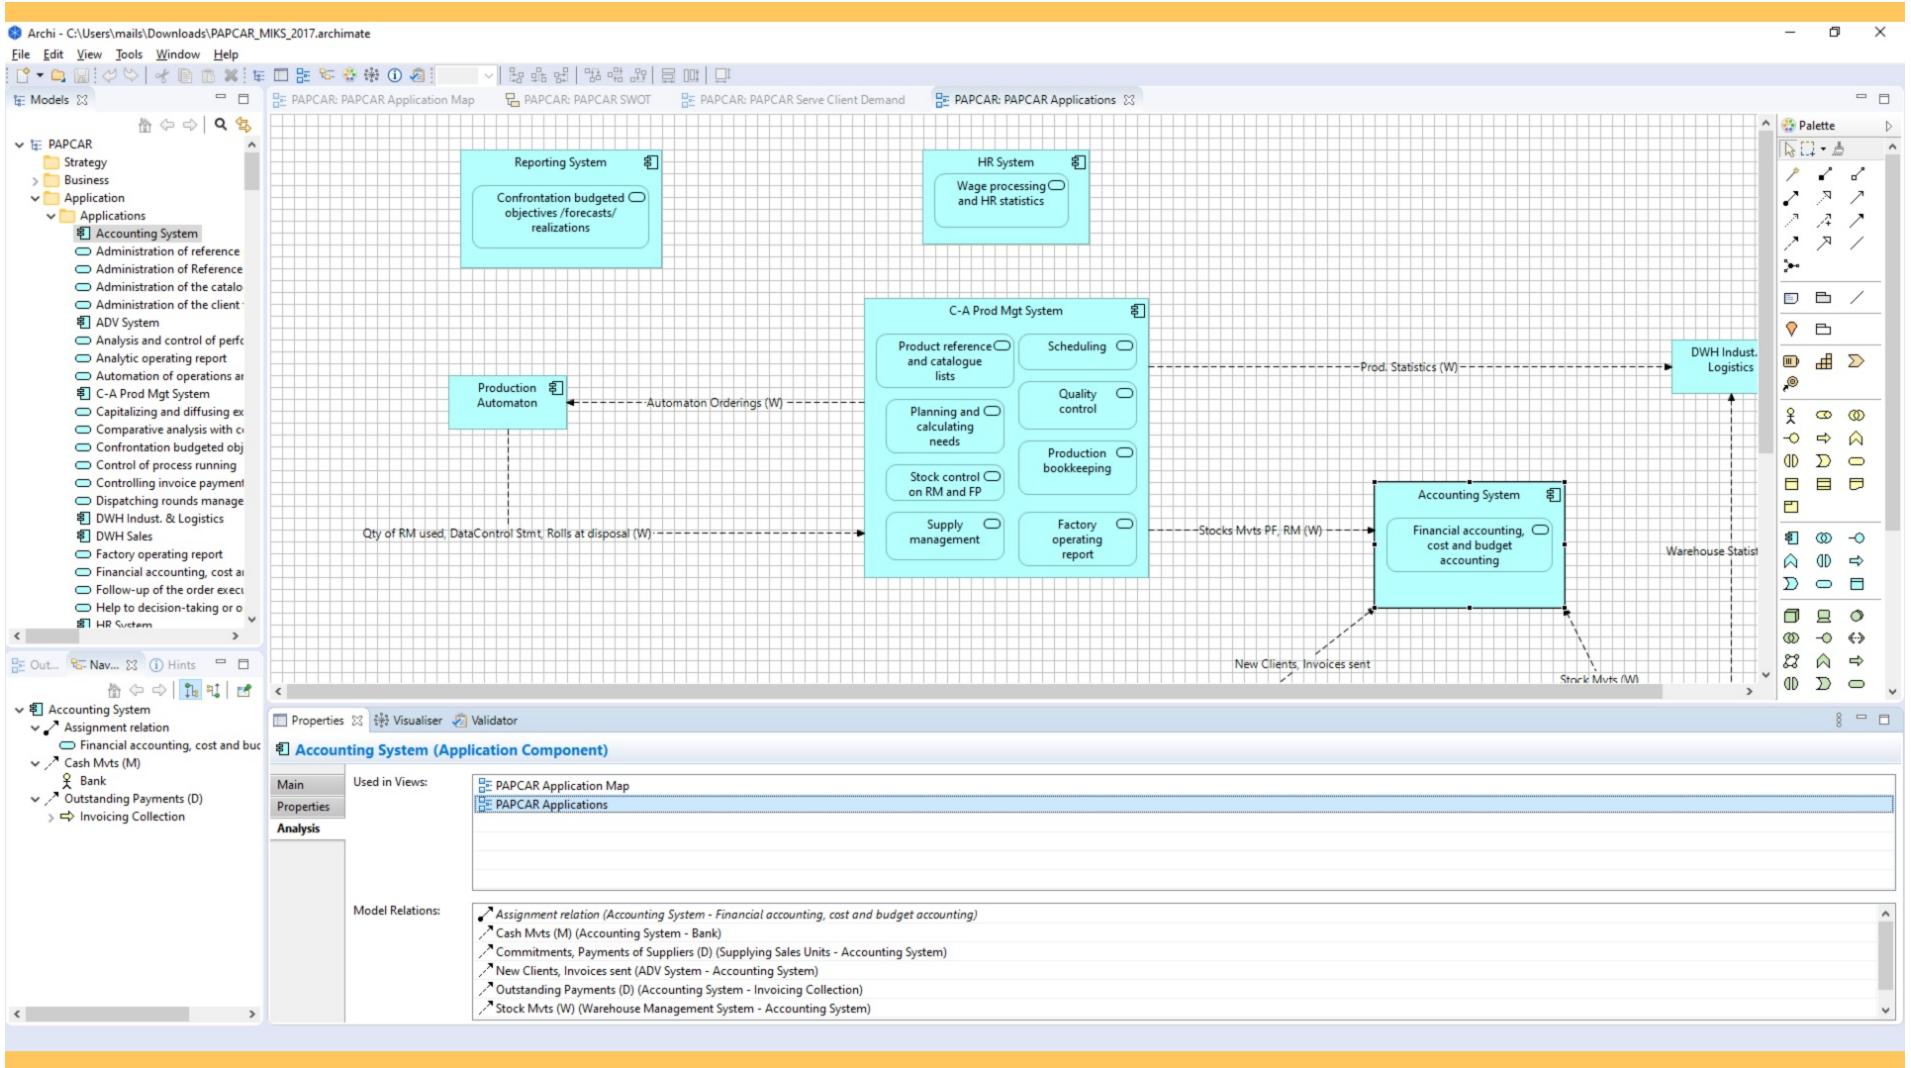 Archi - C:\Users\mails\Downloads\PAPCAR_MIKS_2017.archimate
File Edit View Tools Window Help
Models
PAPCAR: PAPCAR Application Map
PAPCAR: PAPCAR SWOT
PAPCAR: PAPCAR Serve Client Demand
PAPCAR: PAPCAR Applications
PAPCAR
Strategy
Business
Application
Applications
Accounting System
Administration of reference
Administration of Reference
Administration of the catalo
Administration of the client
ADV System
Analysis and control of perfc
Analytic operating report
Automation of operations ar
C-A Prod Mgt System
Capitalizing and diffusing ex
Comparative analysis with c
Confrontation budgeted obj
Control of process running
Controlling invoice payment
Dispatching rounds manage
DWH Indust. & Logistics
DWH Sales
Factory operating report
Financial accounting, cost a
Follow-up of the order exec
Help to decision-taking or o
HR System
Reporting System
Confrontation budgeted
objectives /forecasts/
realizations
HR System
Wage processing
and HR statistics
C-A Prod Mgt System
Product reference
and catalogue
lists
Scheduling
Planning and
calculating
needs
Quality
control
Stock control
on RM and FP
Production
bookkeeping
Supply
management
Factory
operating
report
Production
Automaton
Automaton Orderings (W)
Qty of RM used, DataControl Stmt, Rolls at disposal (W)
Prod. Statistics (W)
DWH Indust.
Logistics
Stocks Mvts PF, RM (W)
Accounting System
Financial accounting,
cost and budget
accounting
Warehouse Statist
New Clients, Invoices sent
Stock Mvts (W)
Palette
Out...
Nav...
Hints
Accounting System
Assignment relation
Financial accounting, cost and buc
Cash Mvts (M)
Bank
Outstanding Payments (D)
Invoicing Collection
Properties
Visualiser
Validator
Accounting System (Application Component)
Main
Properties
Analysis
Used in Views:
PAPCAR Application Map
PAPCAR Applications
Model Relations:
Assignment relation (Accounting System - Financial accounting, cost and budget accounting)
Cash Mvts (M) (Accounting System - Bank)
Commitments, Payments of Suppliers (D) (Supplying Sales Units - Accounting System)
New Clients, Invoices sent (ADV System - Accounting System)
Outstanding Payments (D) (Accounting System - Invoicing Collection)
Stock Mvts (W) (Warehouse Management System - Accounting System)